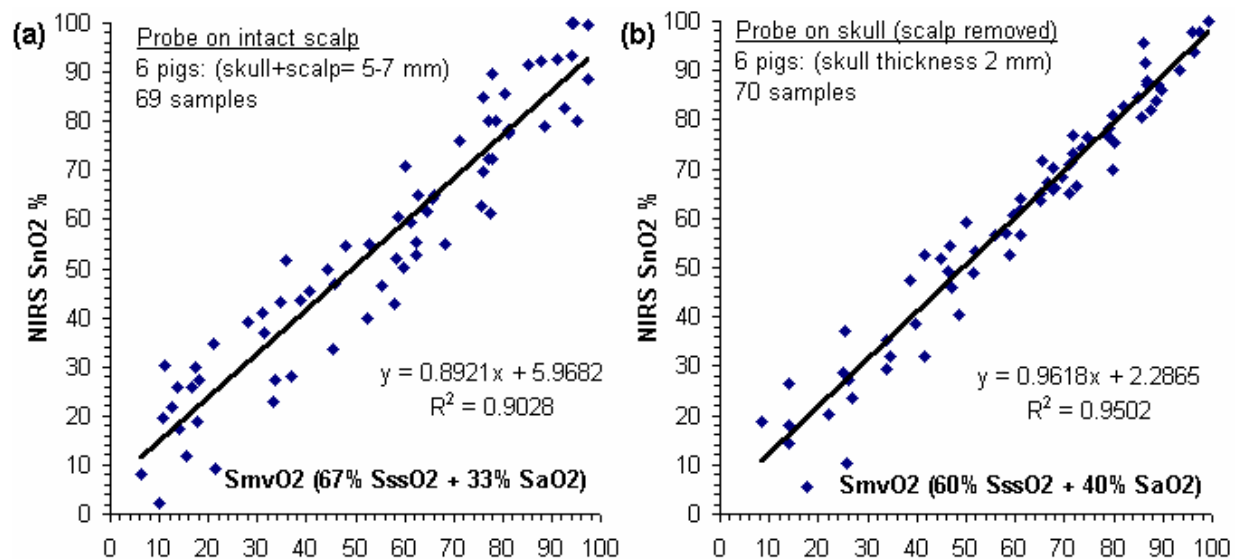 (a)
Probe on intact scalp
6 pigs: (skull+scalp= 5-7 mm)
69 samples
NIRS SnO2 %
100
90
80
70
60
50
40
30
20
10
0
y = 0.8921x + 5.9682
R² = 0.9028
SmvO2 (67% SssO2 + 33% SaO2)
0 10 20 30 40 50 60 70 80 90 100
(b)
Probe on skull (scalp removed)
6 pigs: (skull thickness 2 mm)
70 samples
NIRS SnO2 %
100
90
80
70
60
50
40
30
20
10
0
y = 0.9618x + 2.2865
R² = 0.9502
SmvO2 (60% SssO2 + 40% SaO2)
0 10 20 30 40 50 60 70 80 90 100